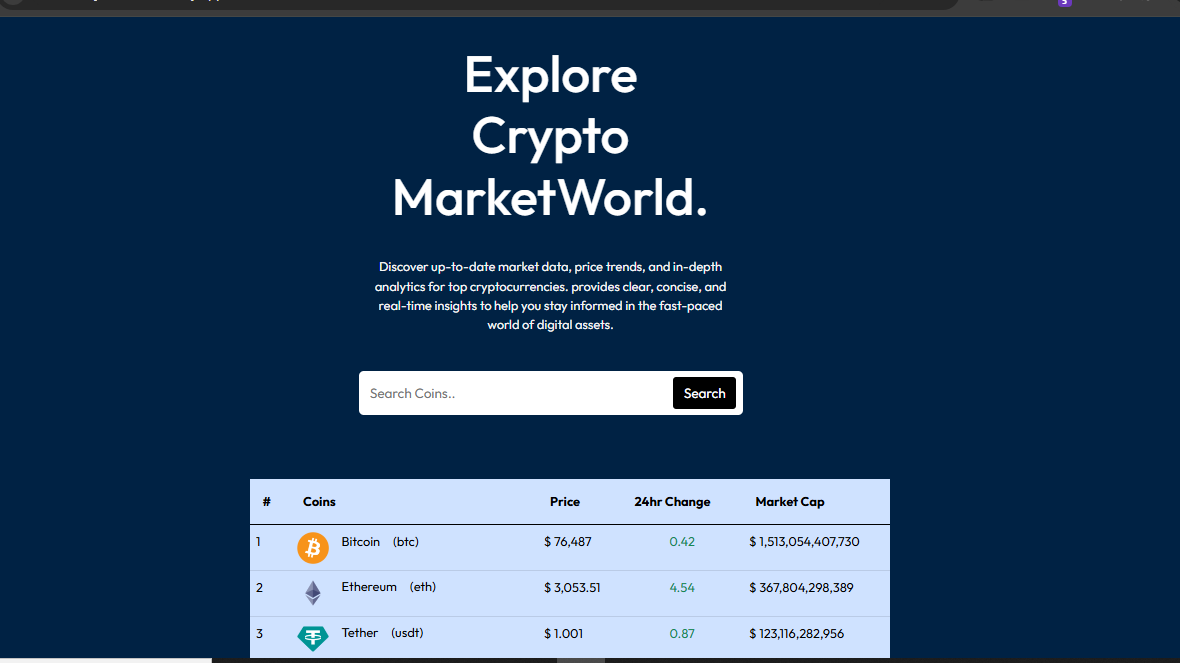 Explore
Crypto
MarketWorld.
Discover up-to-date market data, price trends, and in-depth
analytics for top cryptocurrencies. provides clear, concise, and
real-time insights to help you stay informed in the fast-paced
world of digital assets.
Search Coins.. Search
# Coins Price 24hr Change Market Cap
1 Bitcoin (btc) $ 76,487 0.42 $ 1,513,054,407,730
2 Ethereum (eth) $ 3,053.51 4.54 $ 367,804,298,389
3 Tether (usdt) $ 1.001 0.87 $ 123,116,282,956